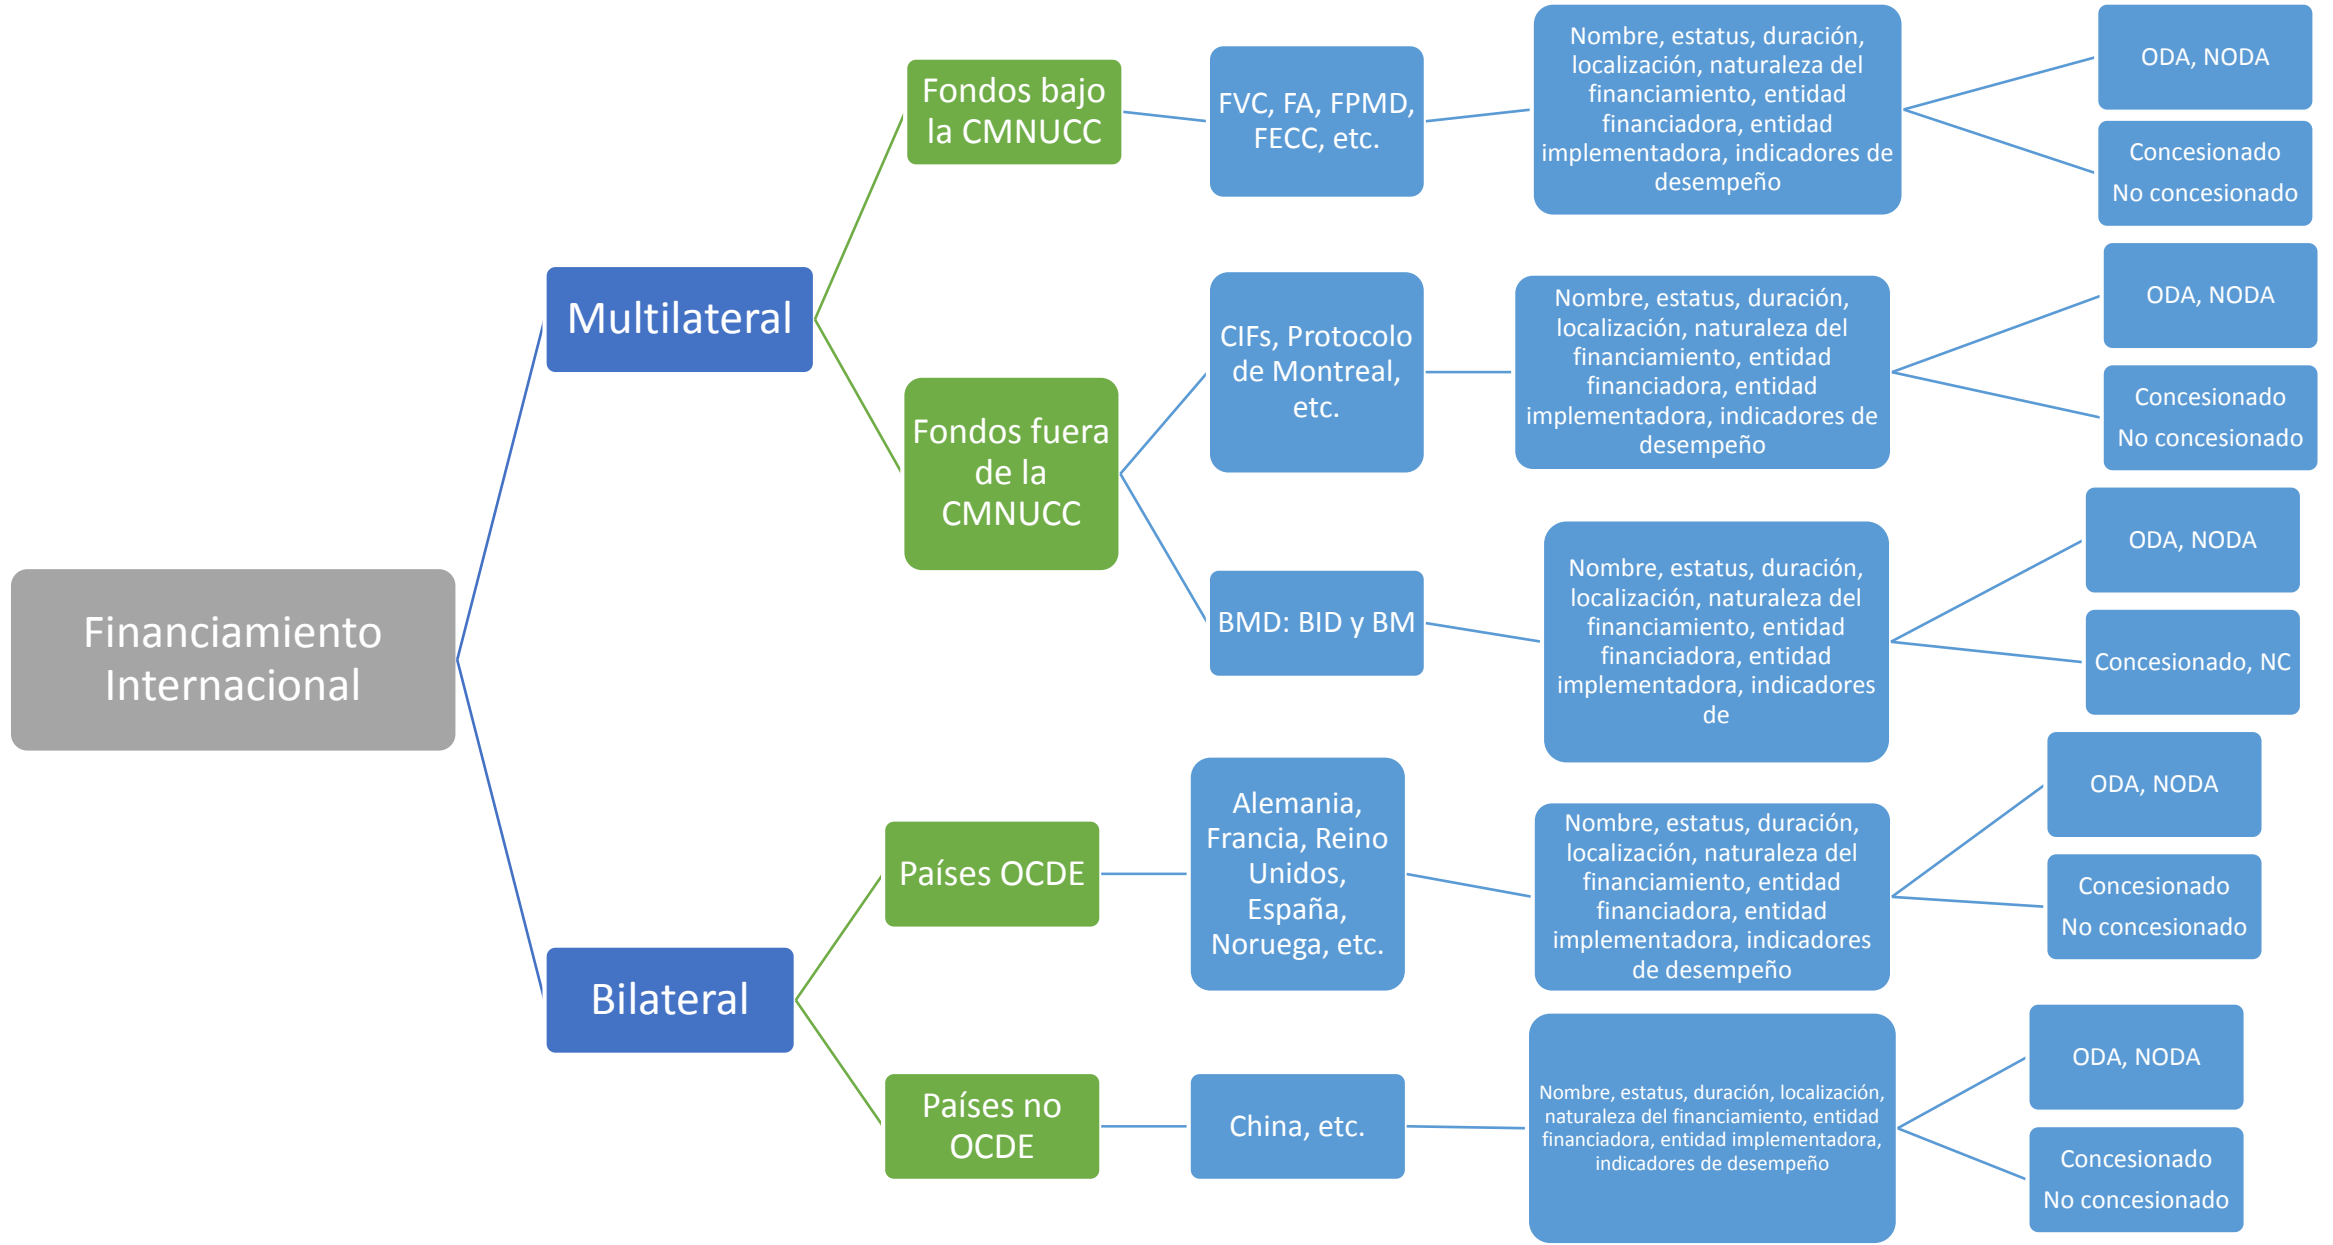 Financiamiento
Internacional
Multilateral
Fondos bajo
la CMNUCC
FVC, FA, FPMD,
FECC, etc.
Nombre, estatus, duración,
localización, naturaleza del
financiamiento, entidad
financiadora, entidad
implementadora, indicadores de
desempeño
ODA, NODA
Concesionado
No concesionado
Fondos fuera
de la
CMNUCC
CIFs, Protocolo
de Montreal,
etc.
Nombre, estatus, duración,
localización, naturaleza del
financiamiento, entidad
financiadora, entidad
implementadora, indicadores de
desempeño
ODA, NODA
Concesionado
No concesionado
BMD: BID y BM
Nombre, estatus, duración,
localización, naturaleza del
financiamiento, entidad
financiadora, entidad
implementadora, indicadores
de
ODA, NODA
Concesionado, NC
Bilateral
Países OCDE
Alemania,
Francia, Reino
Unidos,
España,
Noruega, etc.
Nombre, estatus, duración,
localización, naturaleza del
financiamiento, entidad
financiadora, entidad
implementadora, indicadores
de desempeño
ODA, NODA
Concesionado
No concesionado
Países no
OCDE
China, etc.
Nombre, estatus, duración, localización,
naturaleza del financiamiento, entidad
financiadora, entidad implementadora,
indicadores de desempeño
ODA, NODA
Concesionado
No concesionado